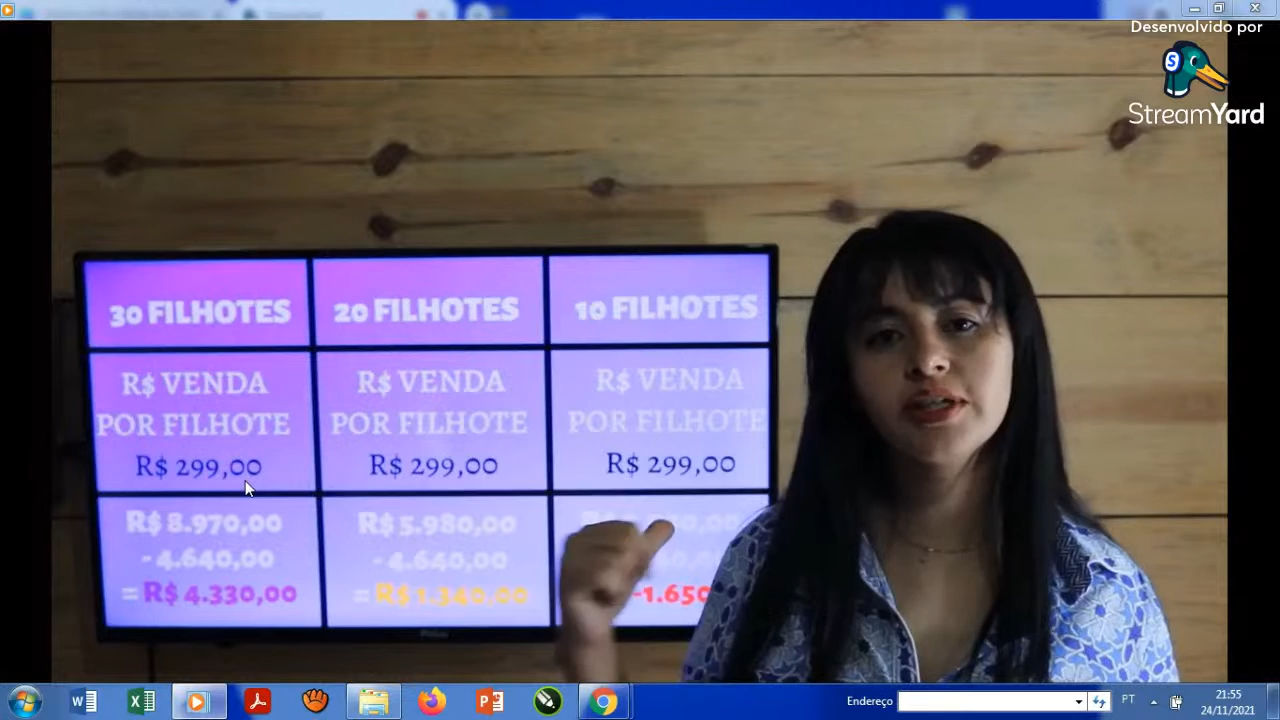 Desenvolvido por
StreamYard
30 FILHOTES
20 FILHOTES
10 FILHOTES
R$ VENDA
POR FILHOTE
R$ 299,00
R$ VENDA
POR FILHOTE
R$ 299,00
R$ VENDA
POR FILHOTE
R$ 299,00
R$ 8.970,00
- 4.640,00
= R$ 4.330,00
R$ 5.980,00
- 4.640,00
= R$ 1.340,00
-1.650
Endereço
PT
21:55
24/11/2021